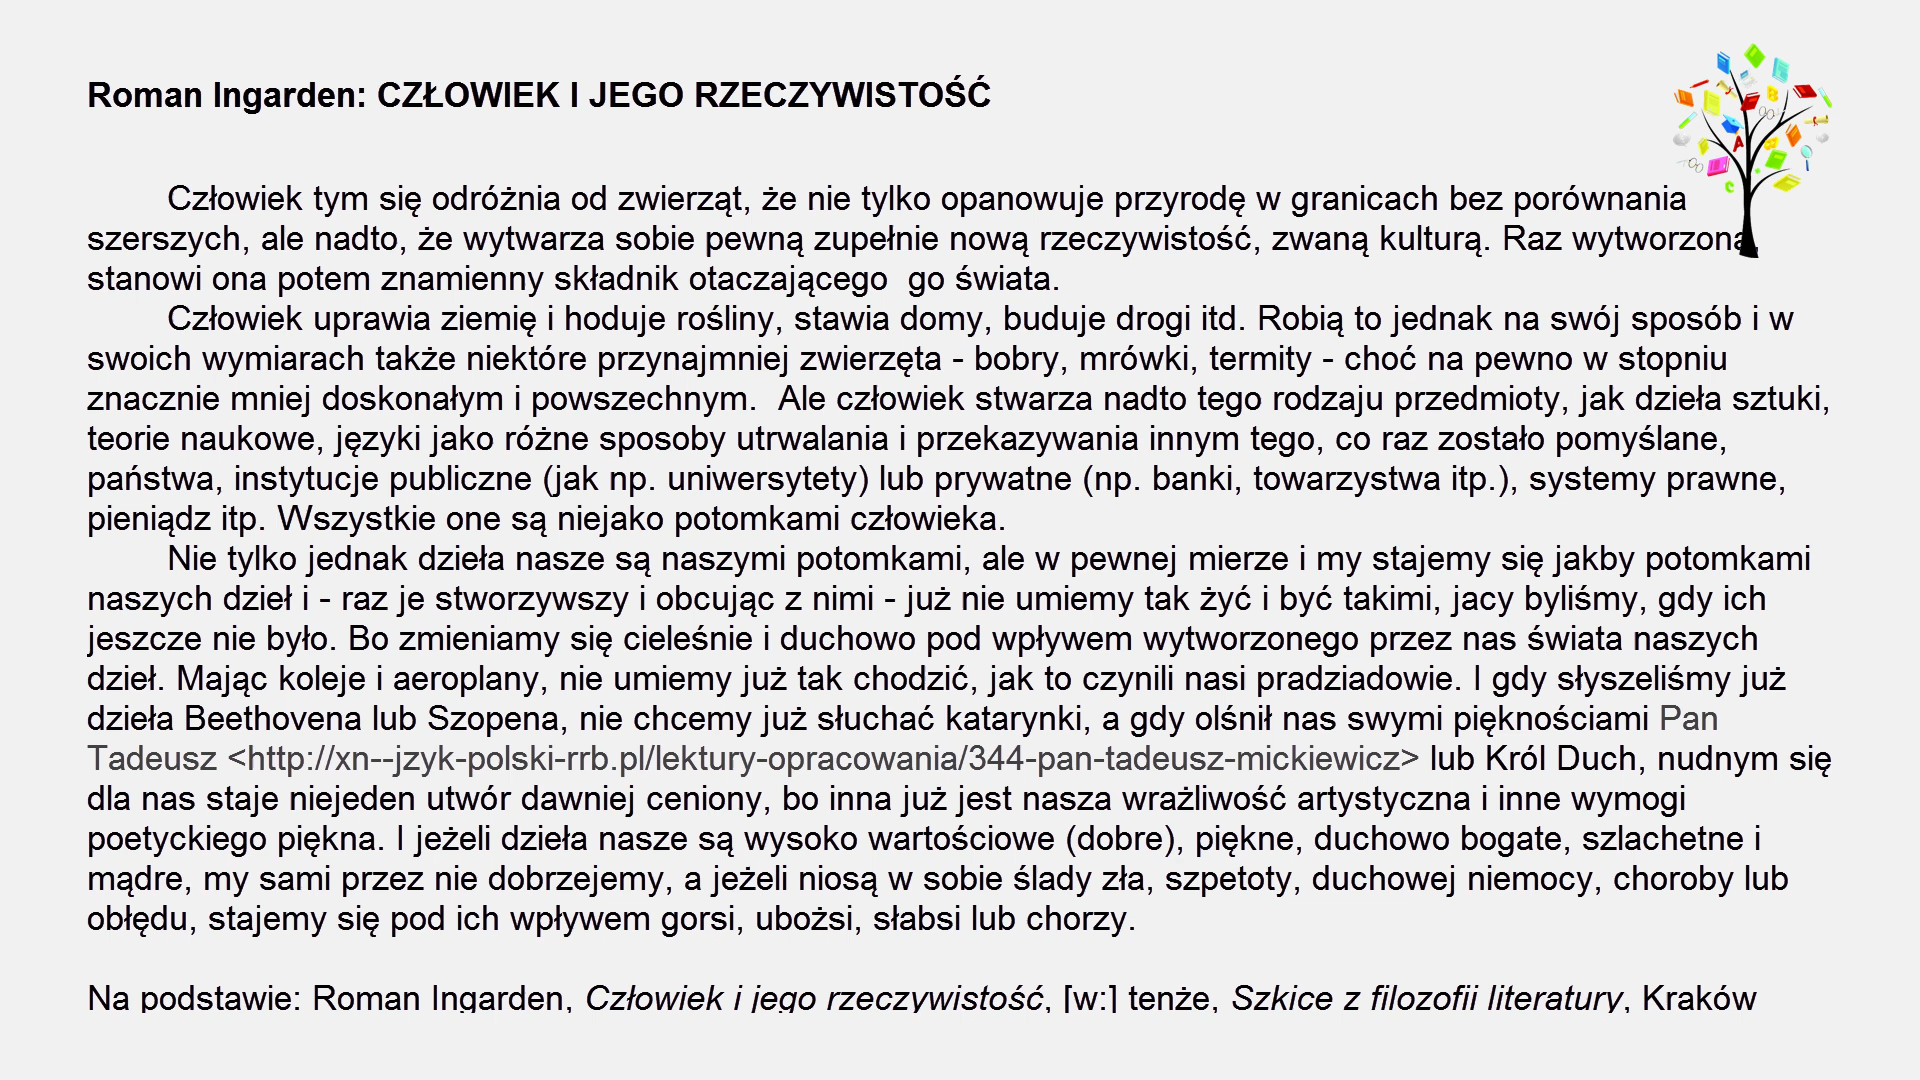 Roman Ingarden: CZŁOWIEK I JEGO RZECZYWISTOŚĆ
Człowiek tym się odróżnia od zwierząt, że nie tylko opanowuje przyrodę w granicach bez porównania
szerszych, ale nadto, że wytwarza sobie pewną zupełnie nową rzeczywistość, zwaną kulturą. Raz wytworzona,
stanowi ona potem znamienny składnik otaczającego  go świata.
Człowiek uprawia ziemię i hoduje rośliny, stawia domy, buduje drogi itd. Robią to jednak na swój sposób i w
swoich wymiarach także niektóre przynajmniej zwierzęta - bobry, mrówki, termity - choć na pewno w stopniu
znacznie mniej doskonałym i powszechnym.  Ale człowiek stwarza nadto tego rodzaju przedmioty, jak dzieła sztuki,
teorie naukowe, języki jako różne sposoby utrwalania i przekazywania innym tego, co raz zostało pomyślane,
państwa, instytucje publiczne (jak np. uniwersytety) lub prywatne (np. banki, towarzystwa itp.), systemy prawne,
pieniądz itp. Wszystkie one są niejako potomkami człowieka.
Nie tylko jednak dzieła nasze są naszymi potomkami, ale w pewnej mierze i my stajemy się jakby potomkami
naszych dzieł i - raz je stworzywszy i obcując z nimi - już nie umiemy tak żyć i być takimi, jacy byliśmy, gdy ich
jeszcze nie było. Bo zmieniamy się cieleśnie i duchowo pod wpływem wytworzonego przez nas świata naszych
dzieł. Mając koleje i aeroplany, nie umiemy już tak chodzić, jak to czynili nasi pradziadowie. I gdy słyszeliśmy już
dzieła Beethovena lub Szopena, nie chcemy już słuchać katarynki, a gdy olśnił nas swymi pięknościami Pan
Tadeusz <http://xn--jzyk-polski-rrb.pl/lektury-opracowania/344-pan-tadeusz-mickiewicz> lub Król Duch, nudnym się
dla nas staje niejeden utwór dawniej ceniony, bo inna już jest nasza wrażliwość artystyczna i inne wymogi
poetyckiego piękna. I jeżeli dzieła nasze są wysoko wartościowe (dobre), piękne, duchowo bogate, szlachetne i
mądre, my sami przez nie dobrzejemy, a jeżeli niosą w sobie ślady zła, szpetoty, duchowej niemocy, choroby lub
obłędu, stajemy się pod ich wpływem gorsi, ubożsi, słabsi lub chorzy.
Na podstawie: Roman Ingarden, Człowiek i jego rzeczywistość, [w:] tenże, Szkice z filozofii literatury, Kraków